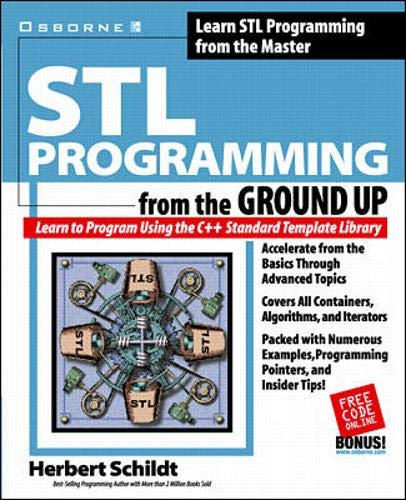 OSBORNE
Learn STL Programming
from the Master
STL
PROGRAMMING
from the GROUND UP
Learn to Program Using the C++ Standard Template Library
Accelerate from the
Basics Through
Advanced Topics
Covers All Containers,
Algorithms, and Iterators
Packed with Numerous
Examples, Programming
Pointers, and
Insider Tips!
STL
STL
STL
STL
FREE
CODE
ONLINE
BONUS!
www.osborne.com
Herbert Schildt
Best-Selling Programming Author with More than 2 Million Books Sold